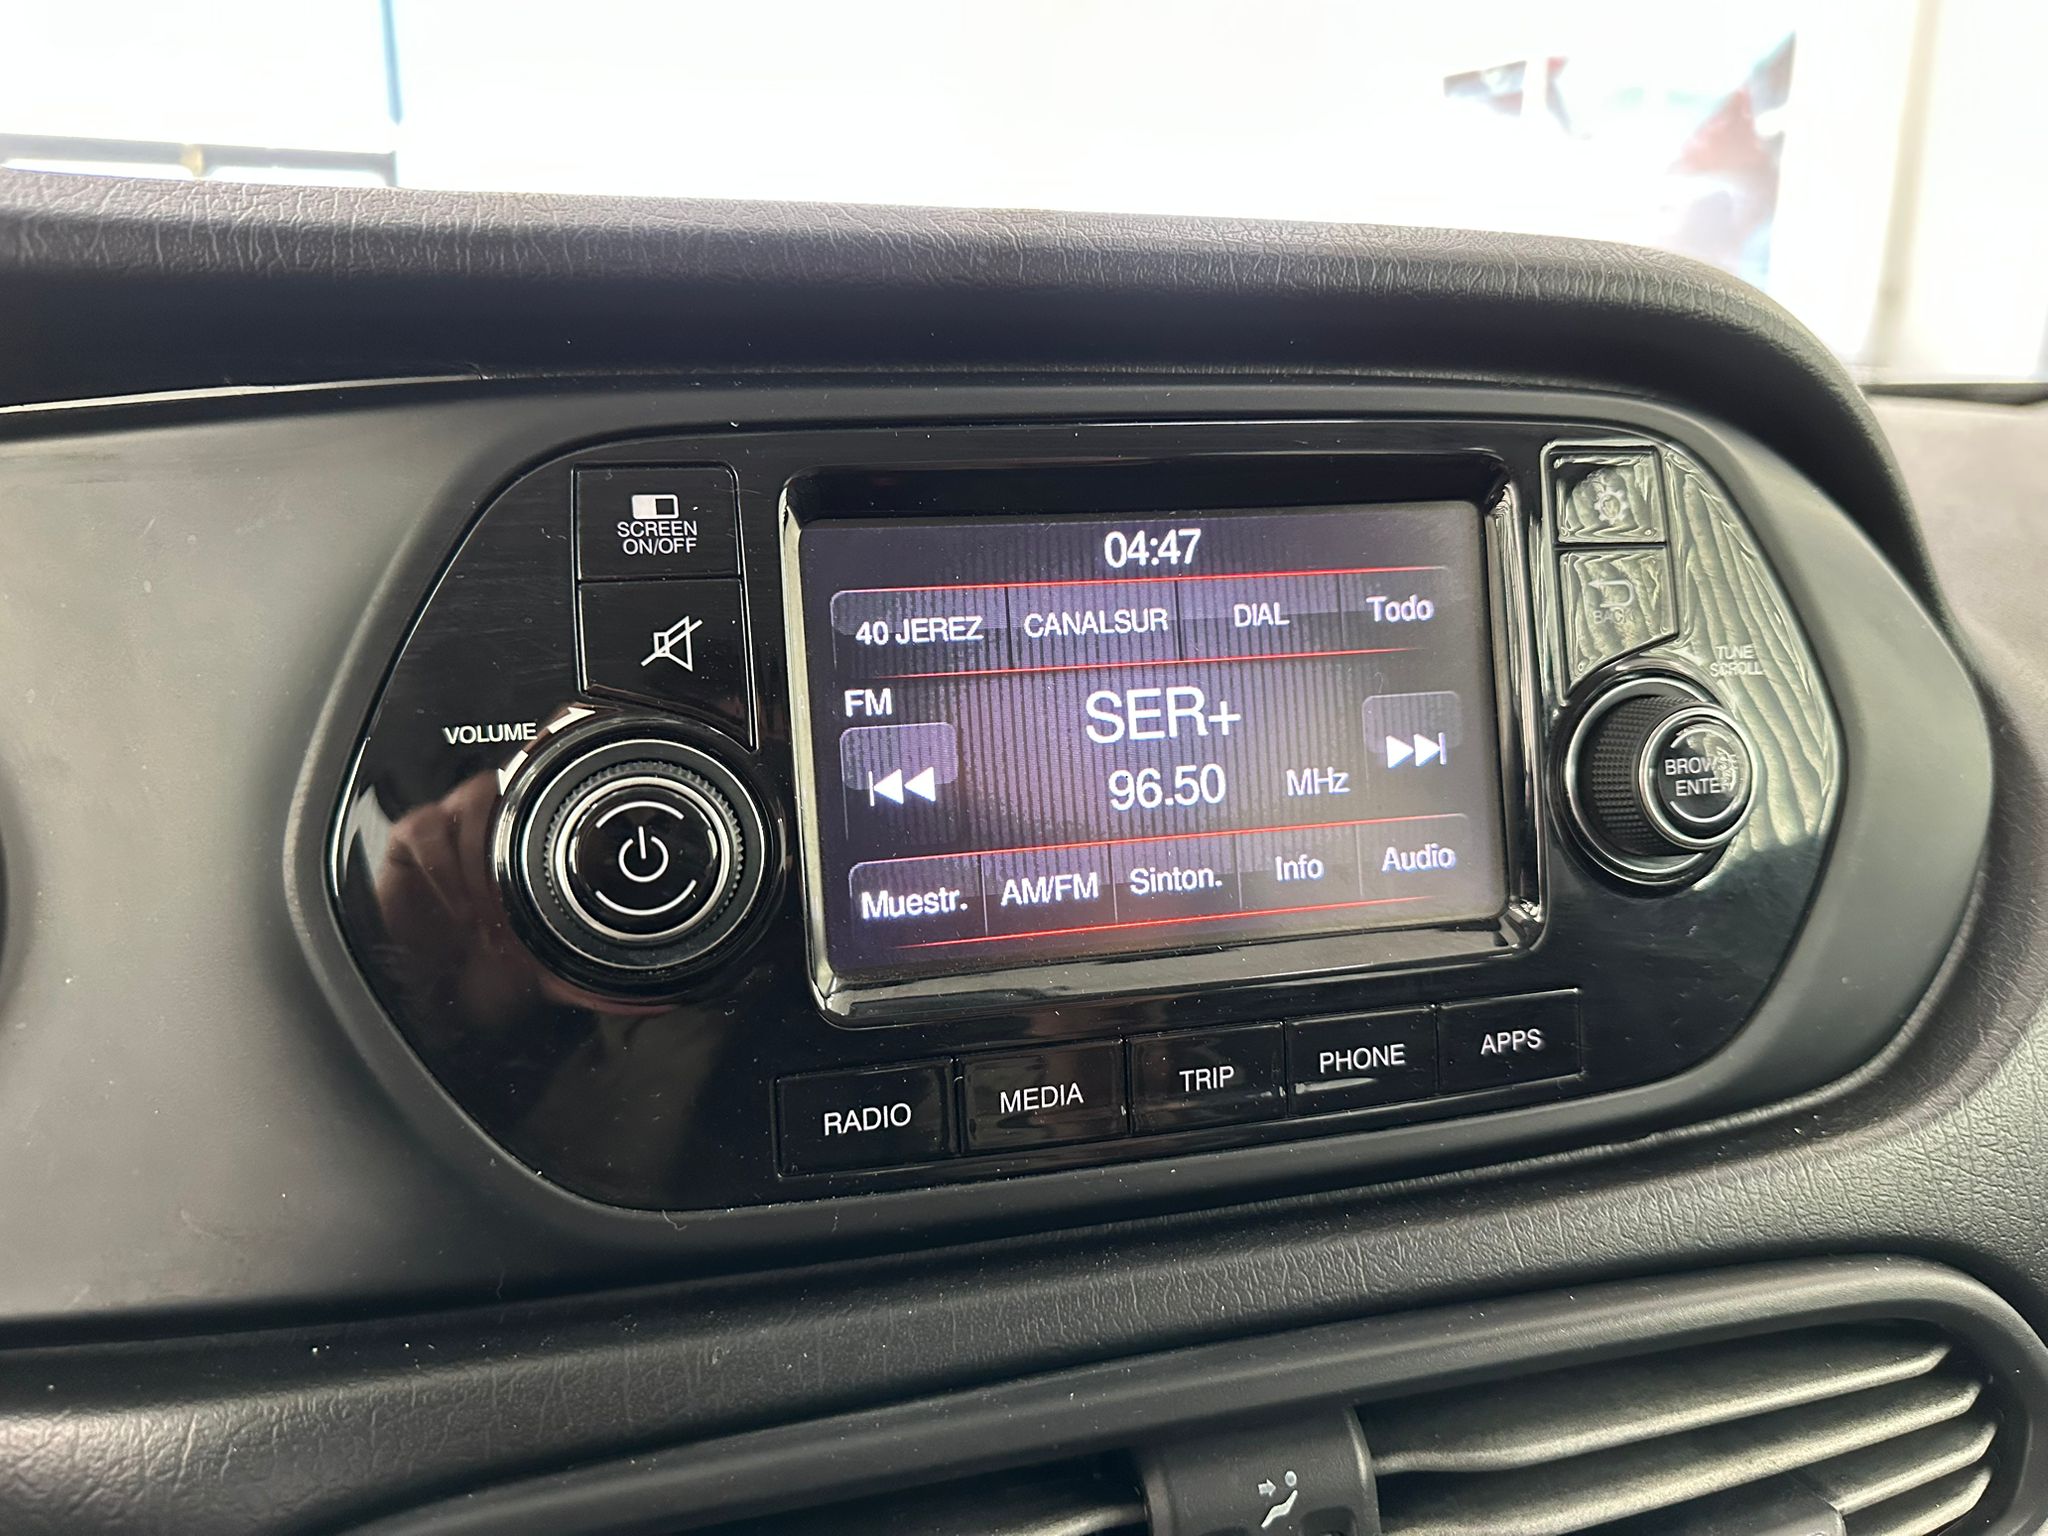 SCREEN
ON/OFF
VOLUME
04:47
40 JEREZ CANALSUR DIAL Todo
FM
SER+
96.50 MHz
Muestr. AM/FM Sinton. Info Audio
BACK
TUNE
SCROLL
BROWSE
ENTER
RADIO MEDIA TRIP PHONE APPS